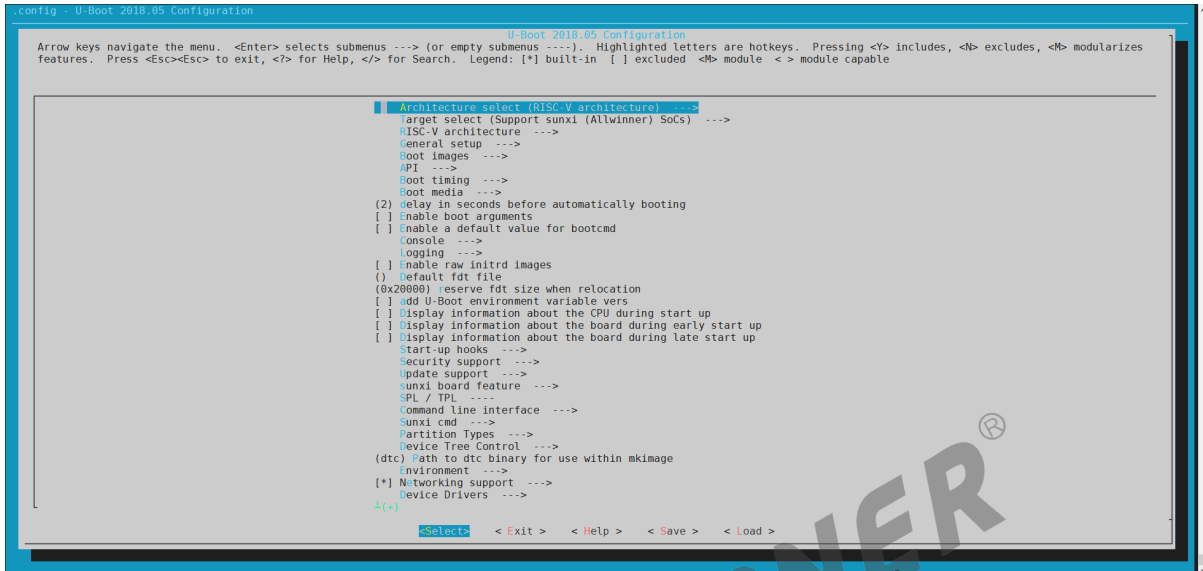 .config - U-Boot 2018.05 Configuration
U-Boot 2018.05 Configuration
Arrow keys navigate the menu. <Enter> selects submenus ---> (or empty submenus ----). Highlighted letters are hotkeys. Pressing <Y> includes, <N> excludes, <M> modularizes
features. Press <Esc><Esc> to exit, <?> for Help, </> for Search. Legend: [*] built-in [ ] excluded <M> module < > module capable
Architecture select (RISC-V architecture) --->
Target select (Support sunxi (Allwinner) SoCs) --->
RISC-V architecture --->
General setup --->
Boot images --->
API --->
Boot timing --->
Boot media --->
(2) delay in seconds before automatically booting
[ ] Enable boot arguments
[ ] Enable a default value for bootcmd
Console --->
Logging --->
[ ] Enable raw initrd images
() Default fdt file
(0x20000) reserve fdt size when relocation
[ ] add U-Boot environment variable vers
[ ] Display information about the CPU during start up
[ ] Display information about the board during early start up
[ ] Display information about the board during late start up
Start-up hooks --->
Security support --->
Update support --->
sunxi board feature --->
SPL / TPL ----
Command line interface --->
Sunxi cmd --->
Partition Types --->
Device Tree Control --->
(dtc) Path to dtc binary for use within mkimage
Environment --->
[*] Networking support --->
Device Drivers --->
┴(+)
<Select> < Exit > < Help > < Save > < Load >
NER®